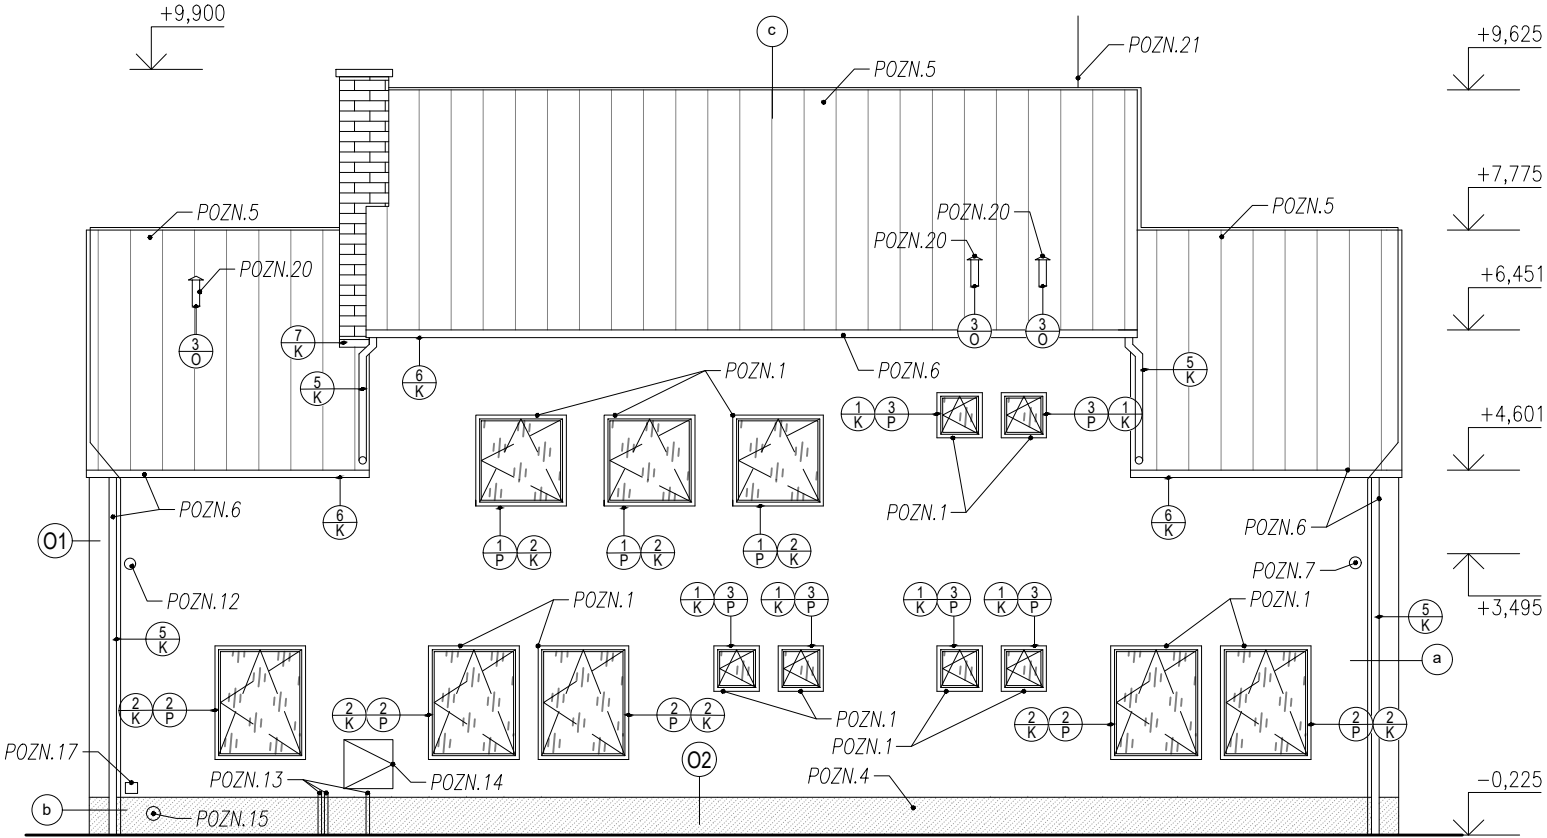 +9,900
c
+9,625
POZN.21
POZN.5
+7,775
POZN.5
POZN.20
POZN.5
POZN.20
POZN.20
+6,451
3
O
3
O
3
O
7
K
5
K
6
K
POZN.1
POZN.6
5
K
1
K
3
P
3
P
1
K
+4,601
POZN.6
6
K
POZN.1
6
K
POZN.6
O1
1
P
2
K
1
P
2
K
1
P
2
K
POZN.12
POZN.7
POZN.1
1
K
3
P
1
K
3
P
1
K
3
P
1
K
3
P
POZN.1
+3,495
5
K
5
K
a
2
K
2
P
2
K
2
P
2
P
2
K
POZN.1
POZN.1
2
K
2
P
2
P
2
K
POZN.17
POZN.13
POZN.14
O2
POZN.4
-0,225
b
POZN.15